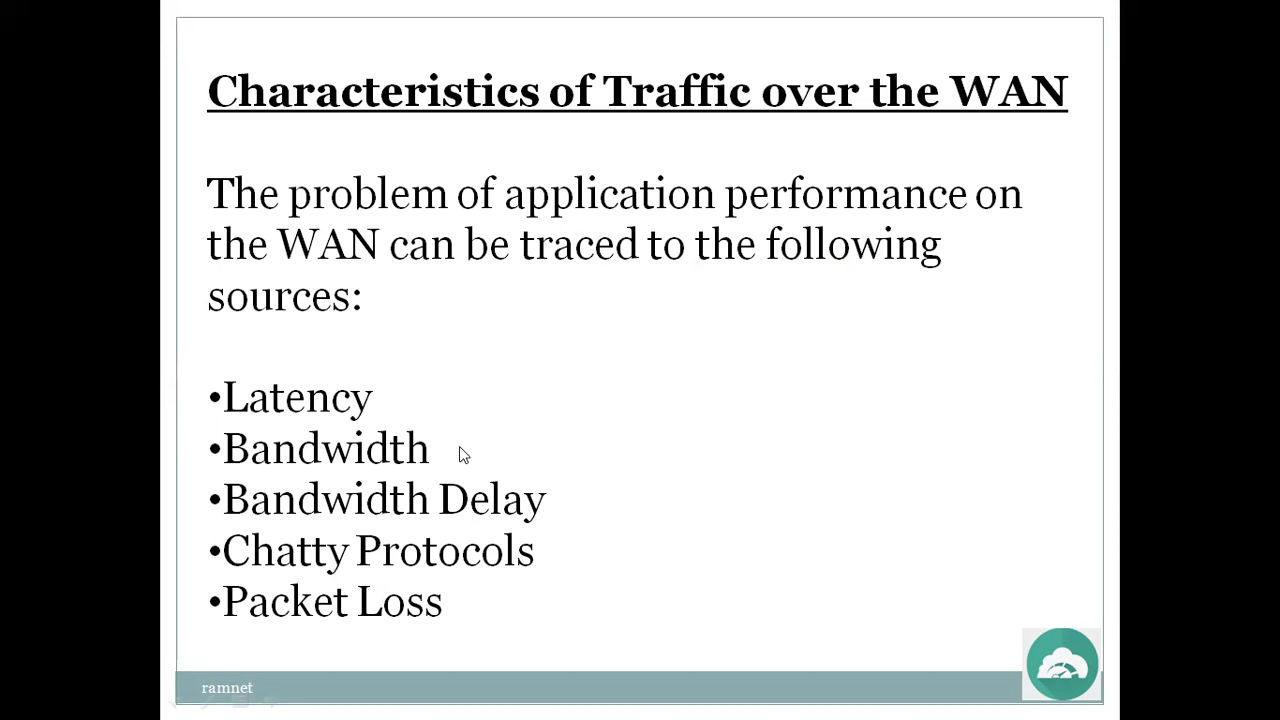 Characteristics of Traffic over the WAN
The problem of application performance on
the WAN can be traced to the following
sources:
•Latency
•Bandwidth
•Bandwidth Delay
•Chatty Protocols
•Packet Loss
ramnet